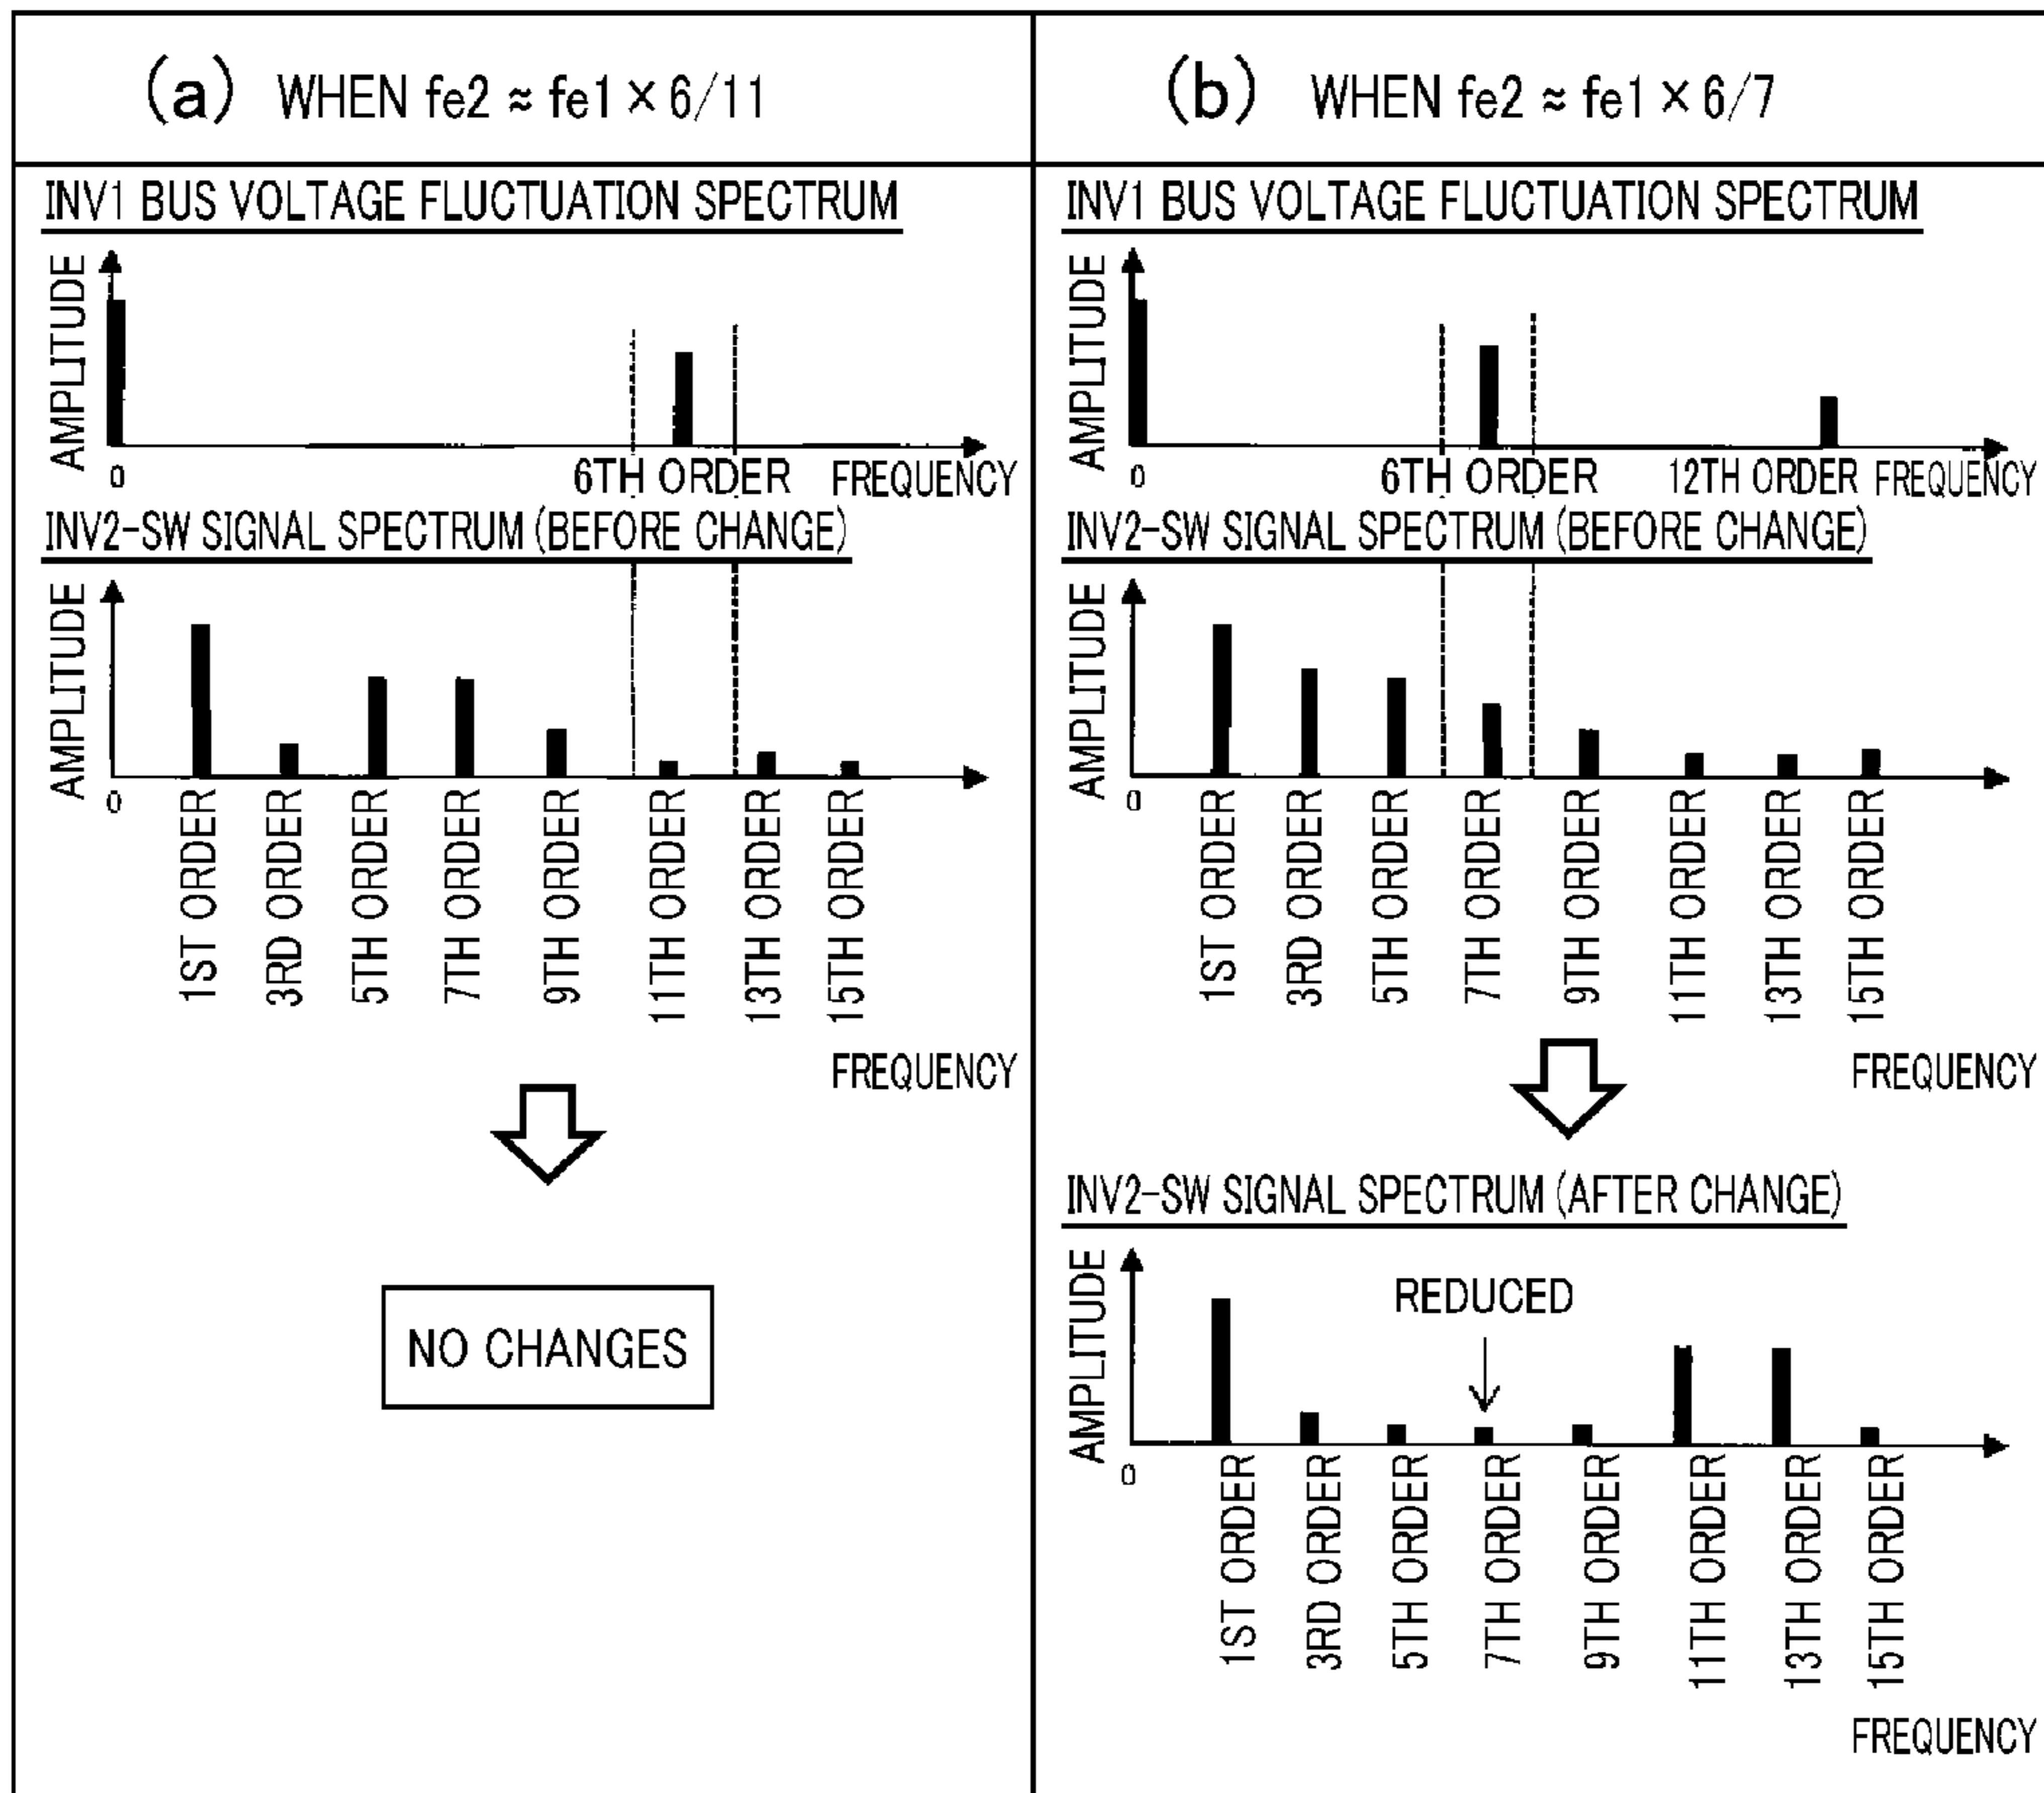 (a) WHEN fe2 ≈ fe1 × 6/11
INV1 BUS VOLTAGE FLUCTUATION SPECTRUM
AMPLITUDE
0
6TH ORDER
FREQUENCY
INV2-SW SIGNAL SPECTRUM (BEFORE CHANGE)
AMPLITUDE
0
1ST ORDER
3RD ORDER
5TH ORDER
7TH ORDER
9TH ORDER
11TH ORDER
13TH ORDER
15TH ORDER
FREQUENCY
NO CHANGES
(b) WHEN fe2 ≈ fe1 × 6/7
INV1 BUS VOLTAGE FLUCTUATION SPECTRUM
AMPLITUDE
0
6TH ORDER
12TH ORDER
FREQUENCY
INV2-SW SIGNAL SPECTRUM (BEFORE CHANGE)
AMPLITUDE
0
1ST ORDER
3RD ORDER
5TH ORDER
7TH ORDER
9TH ORDER
11TH ORDER
13TH ORDER
15TH ORDER
FREQUENCY
INV2-SW SIGNAL SPECTRUM (AFTER CHANGE)
AMPLITUDE
REDUCED
0
1ST ORDER
3RD ORDER
5TH ORDER
7TH ORDER
9TH ORDER
11TH ORDER
13TH ORDER
15TH ORDER
FREQUENCY